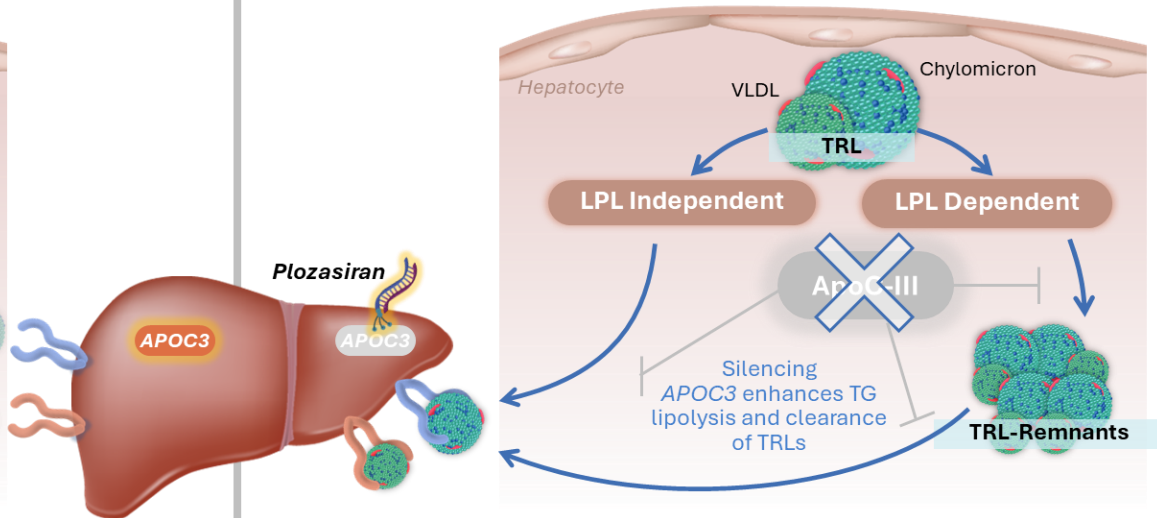 Plozasiran
APOC3
APOC3
Hepatocyte
VLDL
Chylomicron
TRL
LPL Independent
LPL Dependent
ApoC-III
Silencing
APOC3 enhances TG
lipolysis and clearance
of TRLs
TRL-Remnants